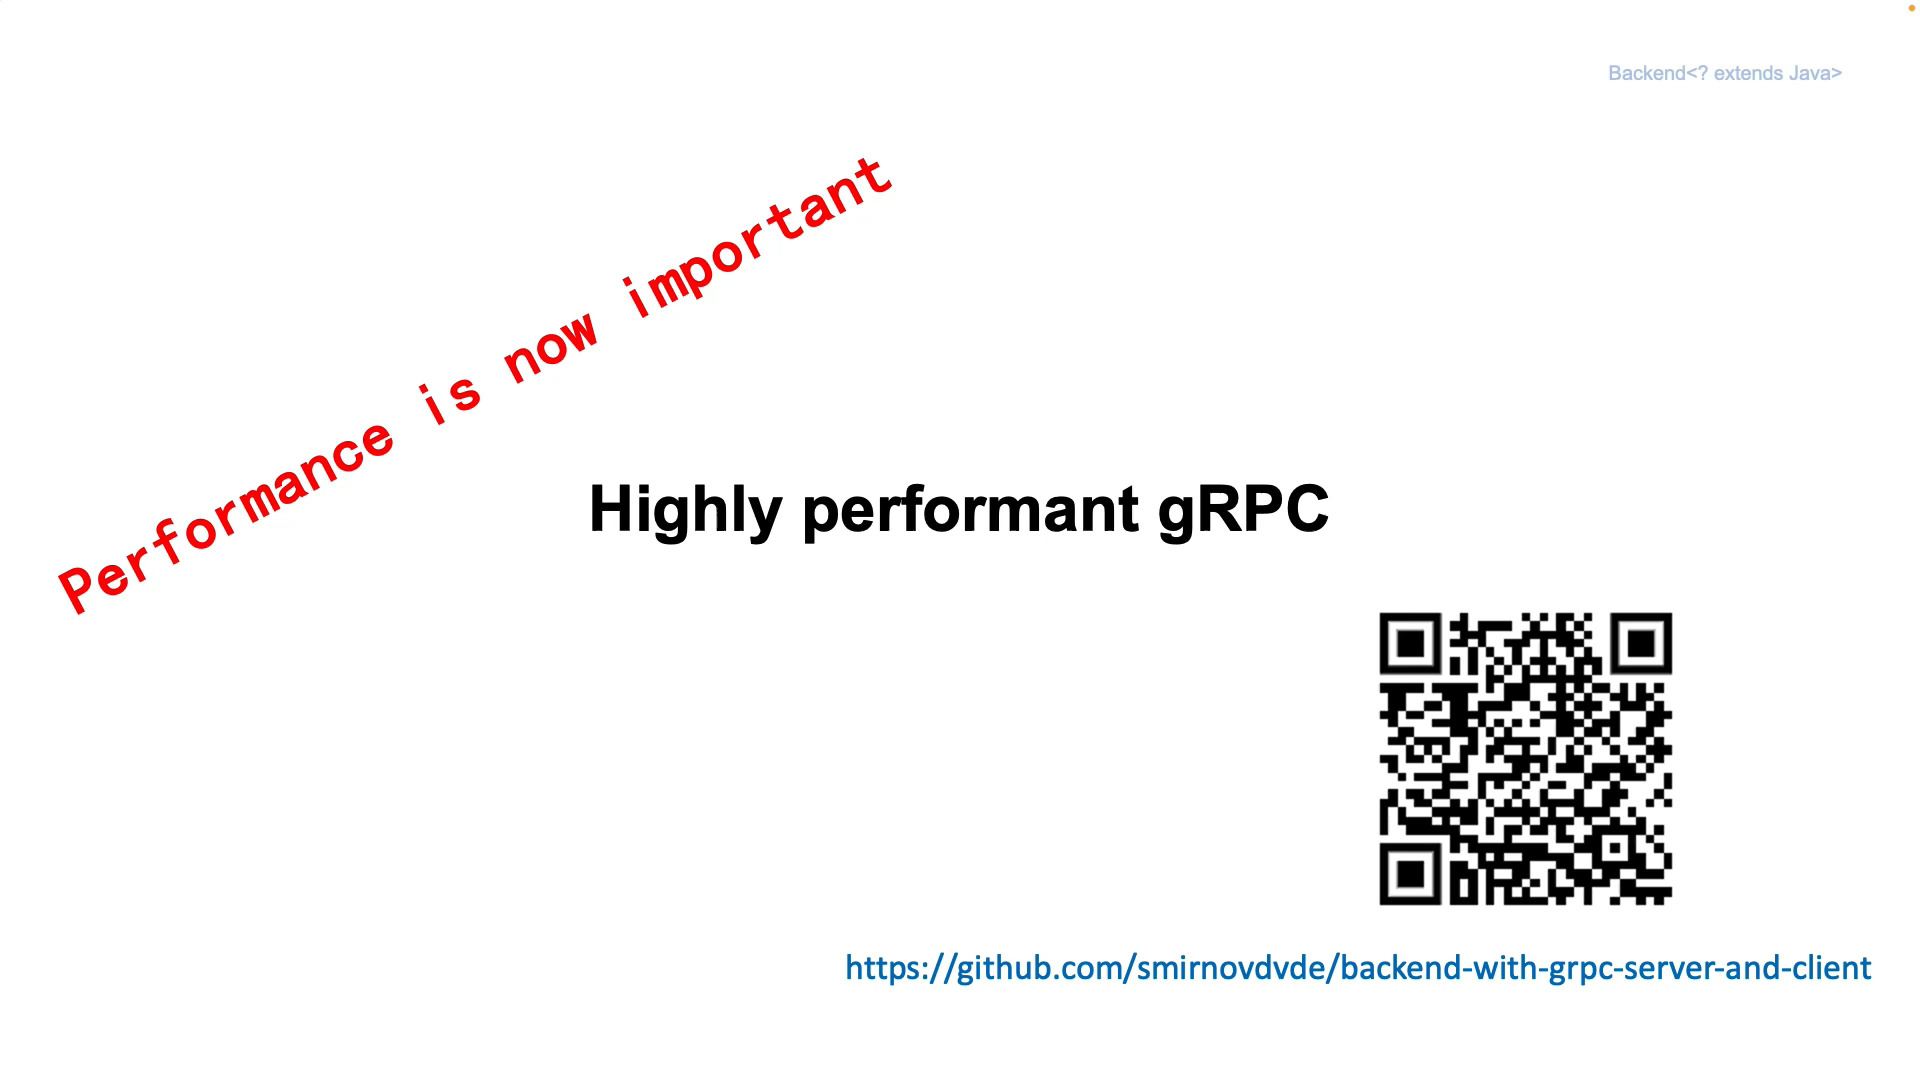 Backend<? extends Java>
Performance is now important
Highly performant gRPC
https://github.com/smirnovdvde/backend-with-grpc-server-and-client